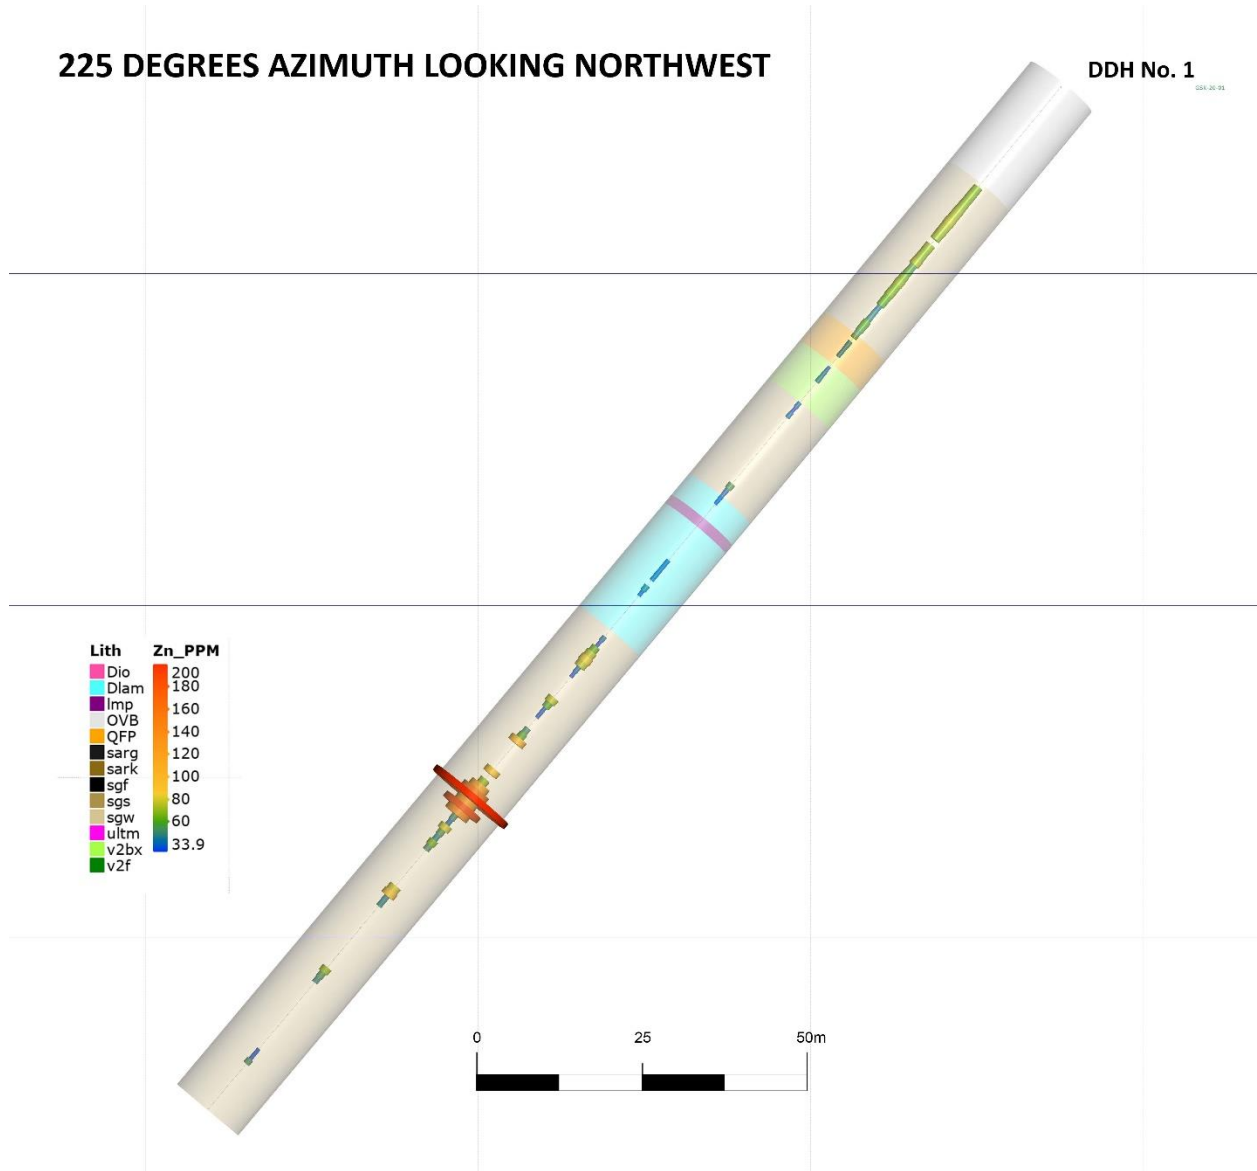 225 DEGREES AZIMUTH LOOKING NORTHWEST
DDH No. 1
Lith Zn_PPM
Dio 200
Dlam 180
lmp 160
OVB
QFP 140
sarg 120
sark
sgf 100
sgs 80
sgw 60
ultm
v2bx 33.9
v2f
0 25 50m